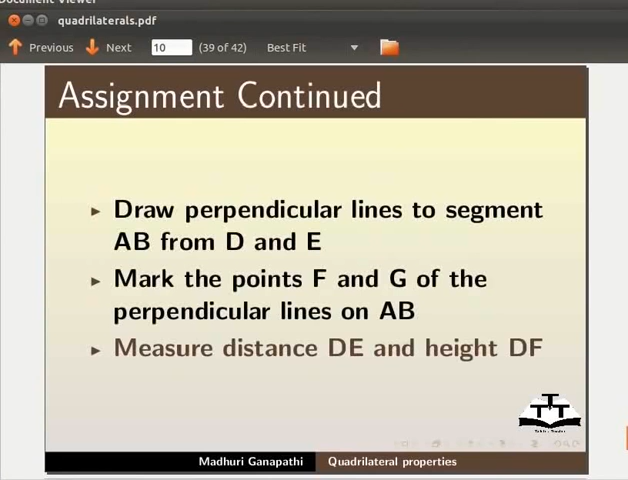 Document Viewer
quadrilaterals.pdf
Previous Next 10 (39 of 42) Best Fit
Assignment Continued
Draw perpendicular lines to segment
AB from D and E
Mark the points F and G of the
perpendicular lines on AB
Measure distance DE and height DF
Madhuri Ganapathi Quadrilateral properties